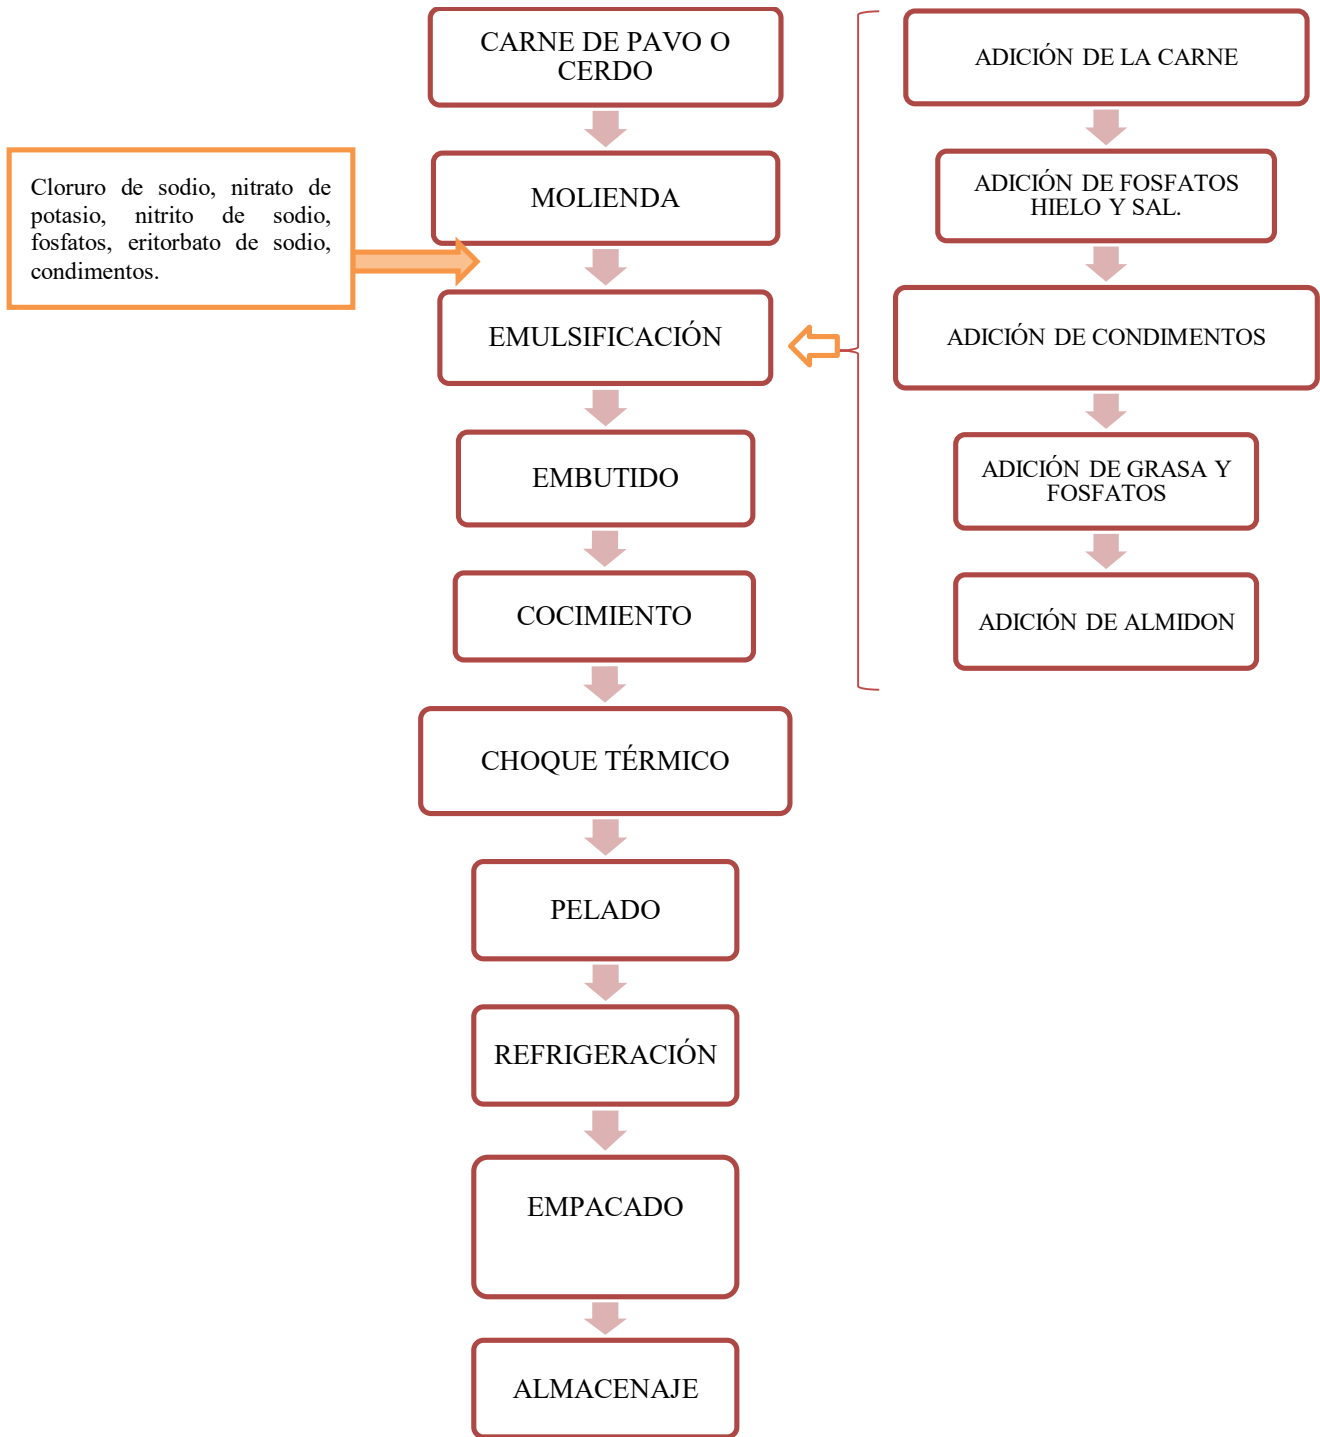 CARNE DE PAVO O
CERDO
Cloruro de sodio, nitrato de
potasio, nitrito de sodio,
fosfatos, eritorbato de sodio,
condimentos.
MOLIENDA
EMULSIFICACIÓN
EMBUTIDO
COCIMIENTO
CHOQUE TÉRMICO
PELADO
REFRIGERACIÓN
EMPACADO
ALMACENAJE
ADICIÓN DE LA CARNE
ADICIÓN DE FOSFATOS
HIELO Y SAL.
ADICIÓN DE CONDIMENTOS
ADICIÓN DE GRASA Y
FOSFATOS
ADICIÓN DE ALMIDON